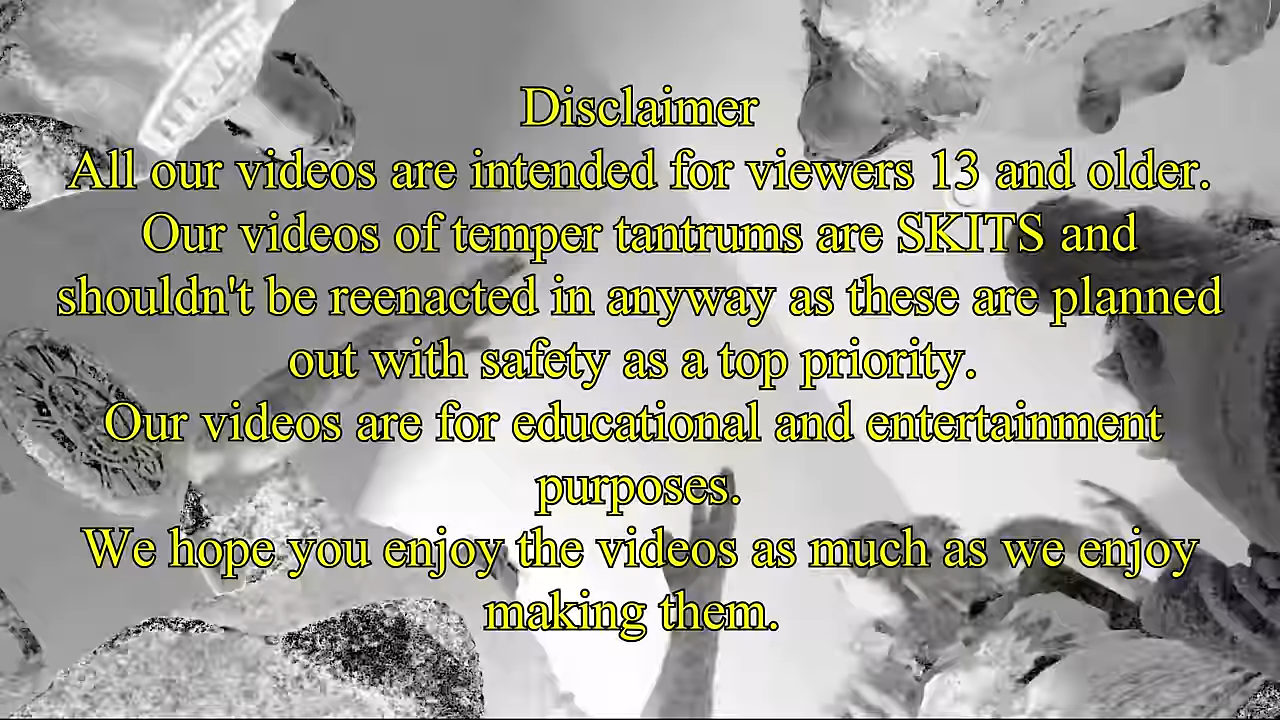 Disclaimer
All our videos are intended for viewers 13 and older.
Our videos of temper tantrums are SKITS and
shouldn't be reenacted in anyway as these are planned
out with safety as a top priority.
Our videos are for educational and entertainment
purposes.
We hope you enjoy the videos as much as we enjoy
making them.